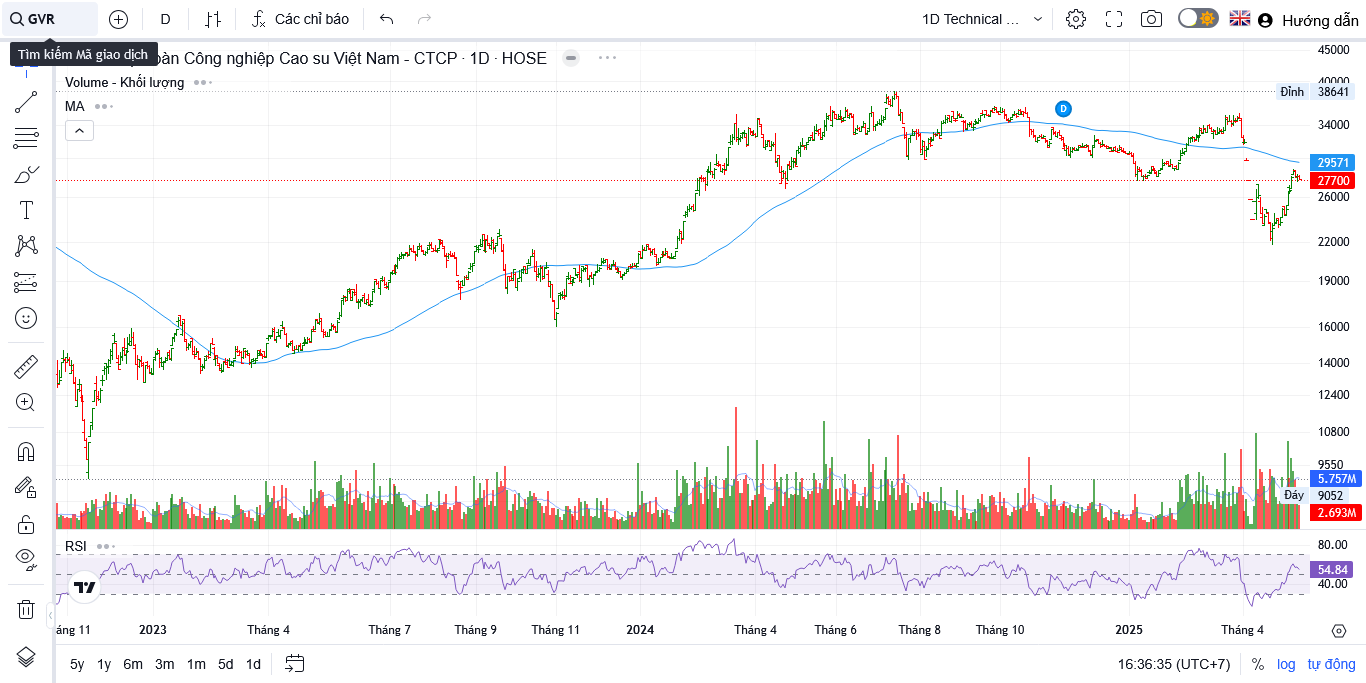 GVR
D
Các chỉ báo
1D Technical ...
Hướng dẫn
Tìm kiếm Mã giao dịch
oàn Công nghiệp Cao su Việt Nam - CTCP · 1D · HOSE
Volume - Khối lượng
MA
D
45000
40000
Đỉnh 38641
34000
29571
27700
26000
22000
19000
16000
14000
12400
10800
9550
5.757M
Đáy 9052
2.693M
RSI
80.00
54.84
40.00
áng 11 2023 Tháng 4 Tháng 7 Tháng 9 Tháng 11 2024 Tháng 4 Tháng 6 Tháng 8 Tháng 10 2025 Tháng 4
5y 1y 6m 3m 1m 5d 1d
16:36:35 (UTC+7) % log tự động